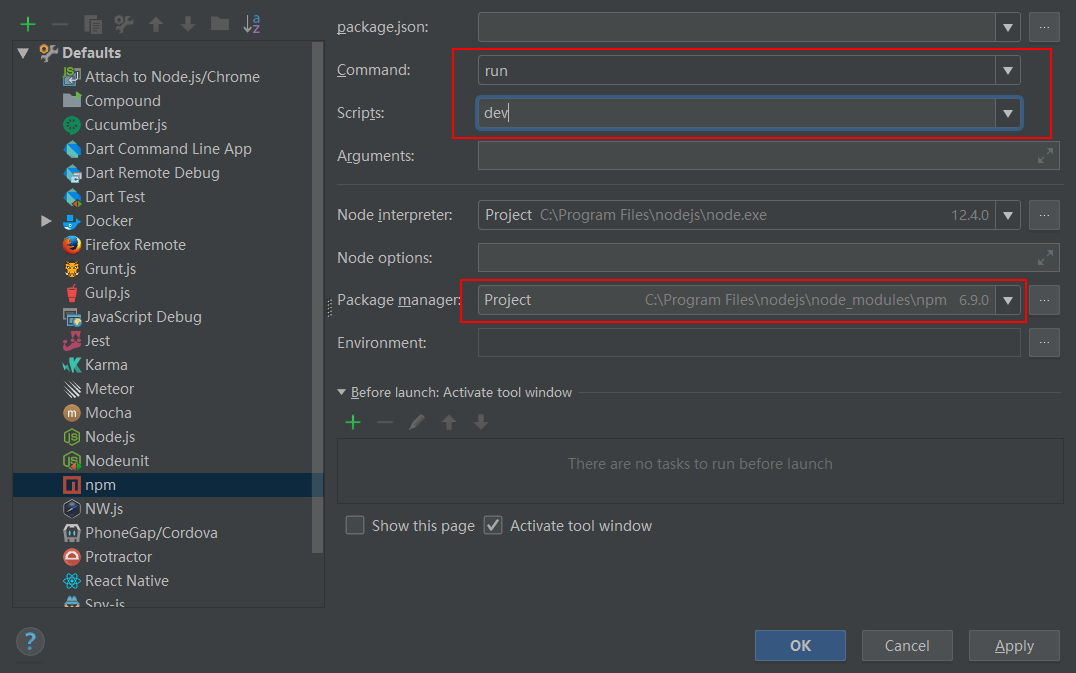 Defaults
Attach to Node.js/Chrome
Compound
Cucumber.js
Dart Command Line App
Dart Remote Debug
Dart Test
Docker
Firefox Remote
Grunt.js
Gulp.js
JavaScript Debug
Jest
Karma
Meteor
Mocha
Node.js
Nodeunit
npm
NW.js
PhoneGap/Cordova
Protractor
React Native
Spy-js
package.json:
...
Command: run
Scripts: dev
Arguments:
Node interpreter: Project C:\Program Files\nodejs\node.exe 12.4.0 ...
Node options:
Package manager: Project C:\Program Files\nodejs\node_modules\npm 6.9.0 ...
Environment: ...
Before launch: Activate tool window
There are no tasks to run before launch
Show this page Activate tool window
?
OK Cancel Apply